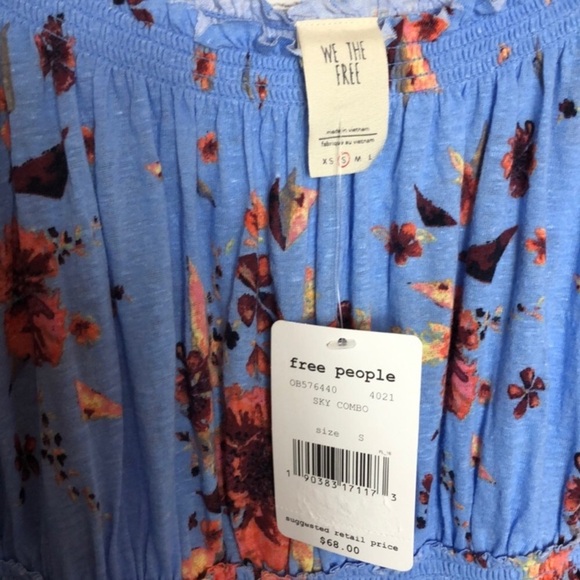 WE THE
FREE
made in vietnam
fabriqué au vietnam
XS S M L
free people
OB576440 4021
SKY COMBO
size S
1 90383 17117 3
suggested retail price
$68.00